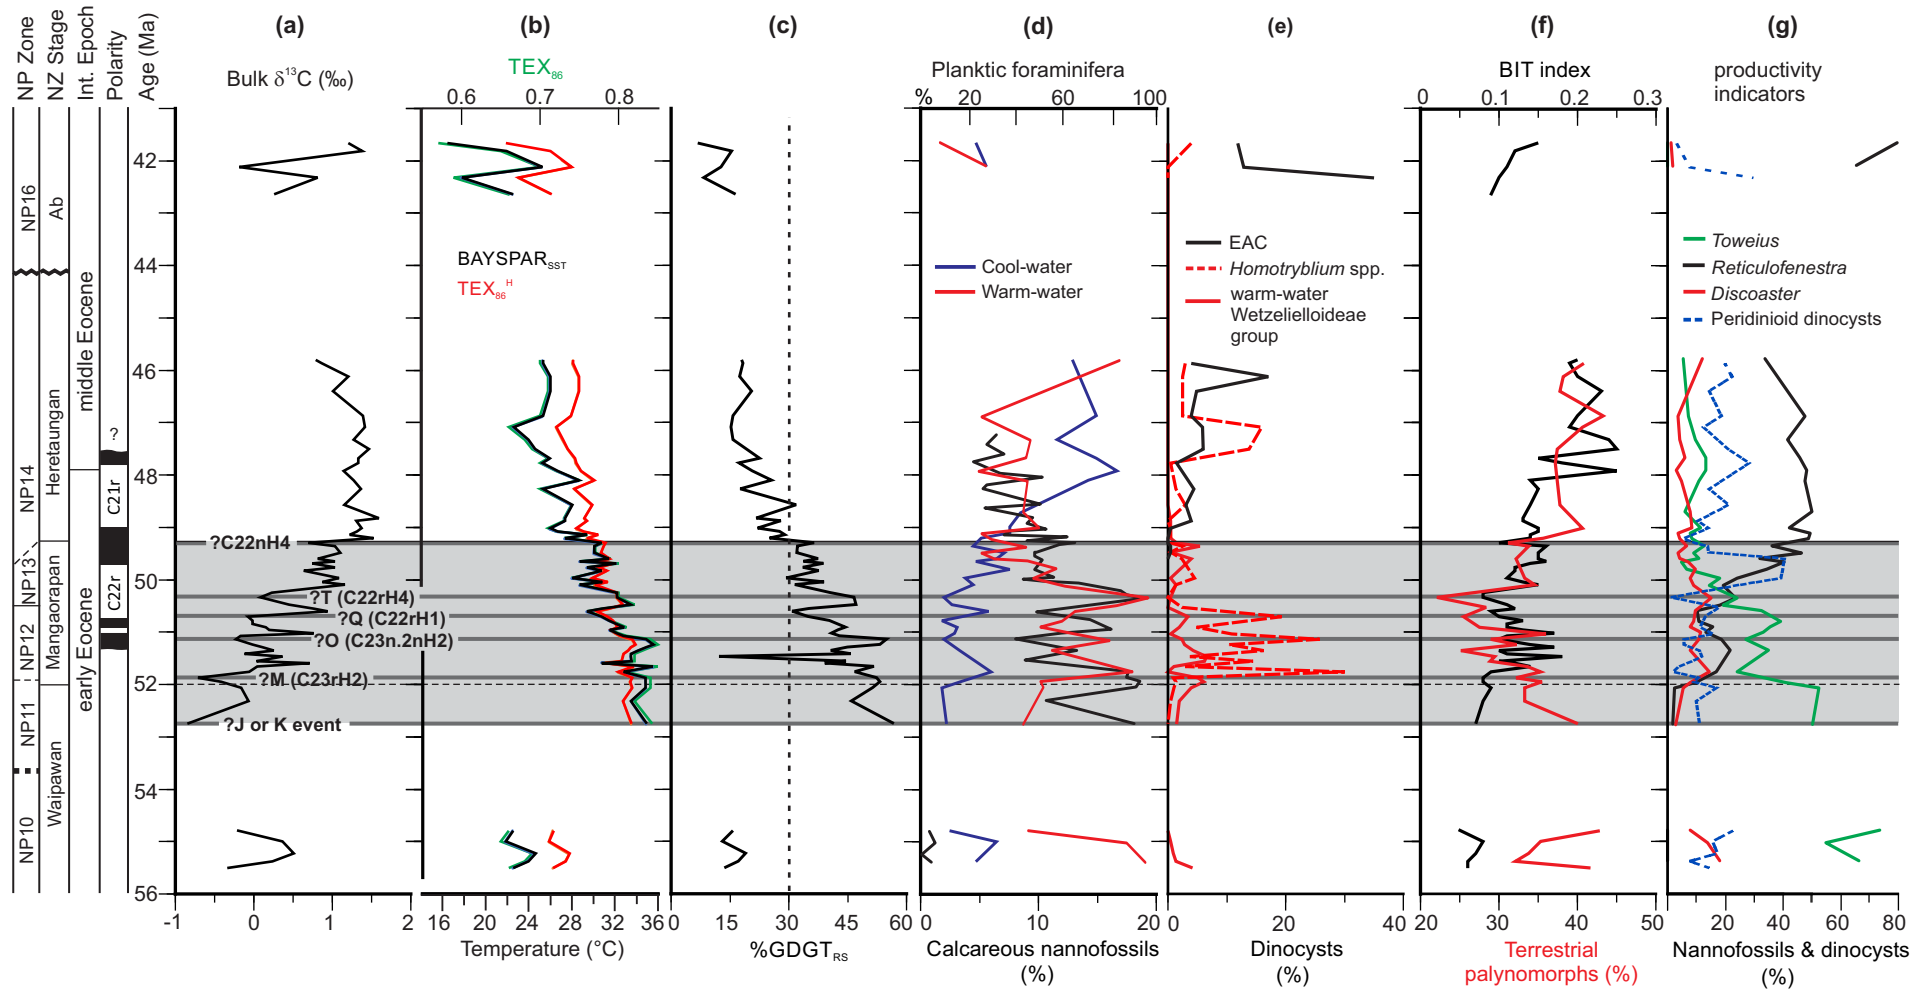 (a)
(b)
(c)
(d)
(e)
(f)
(g)
NP Zone
NZ Stage
Int. Epoch
Polarity
Age (Ma)
Bulk δ13C (‰)
TEX86
0.6 0.7 0.8
Planktic foraminifera
% 20 60 100
BIT index
0 0.1 0.2 0.3
productivity
indicators
NP16
NP14
NP13
NP12
NP11
NP10
Ab
Heretaungan
Mangaorapan
Waipawan
middle Eocene
early Eocene
?
C21r
C22r
42
44
46
48
50
52
54
56
BAYSPARSST
TEX86H
Cool-water
Warm-water
EAC
Homotryblium spp.
warm-water
Wetzelielloideae
group
Toweius
Reticulofenestra
Discoaster
Peridinioid dinocysts
?C22nH4
?T (C22rH4)
?Q (C22rH1)
?O (C23n.2nH2)
?M (C23rH2)
?J or K event
-1 0 1 2
16 20 24 28 32 36
0 15 30 45 60
0 10 20
0 20 40
20 30 40 50
0 20 40 60 80
Temperature (°C)
%GDGTRS
Calcareous nannofossils
(%)
Dinocysts
(%)
Terrestrial
palynomorphs (%)
Nannofossils & dinocysts
(%)